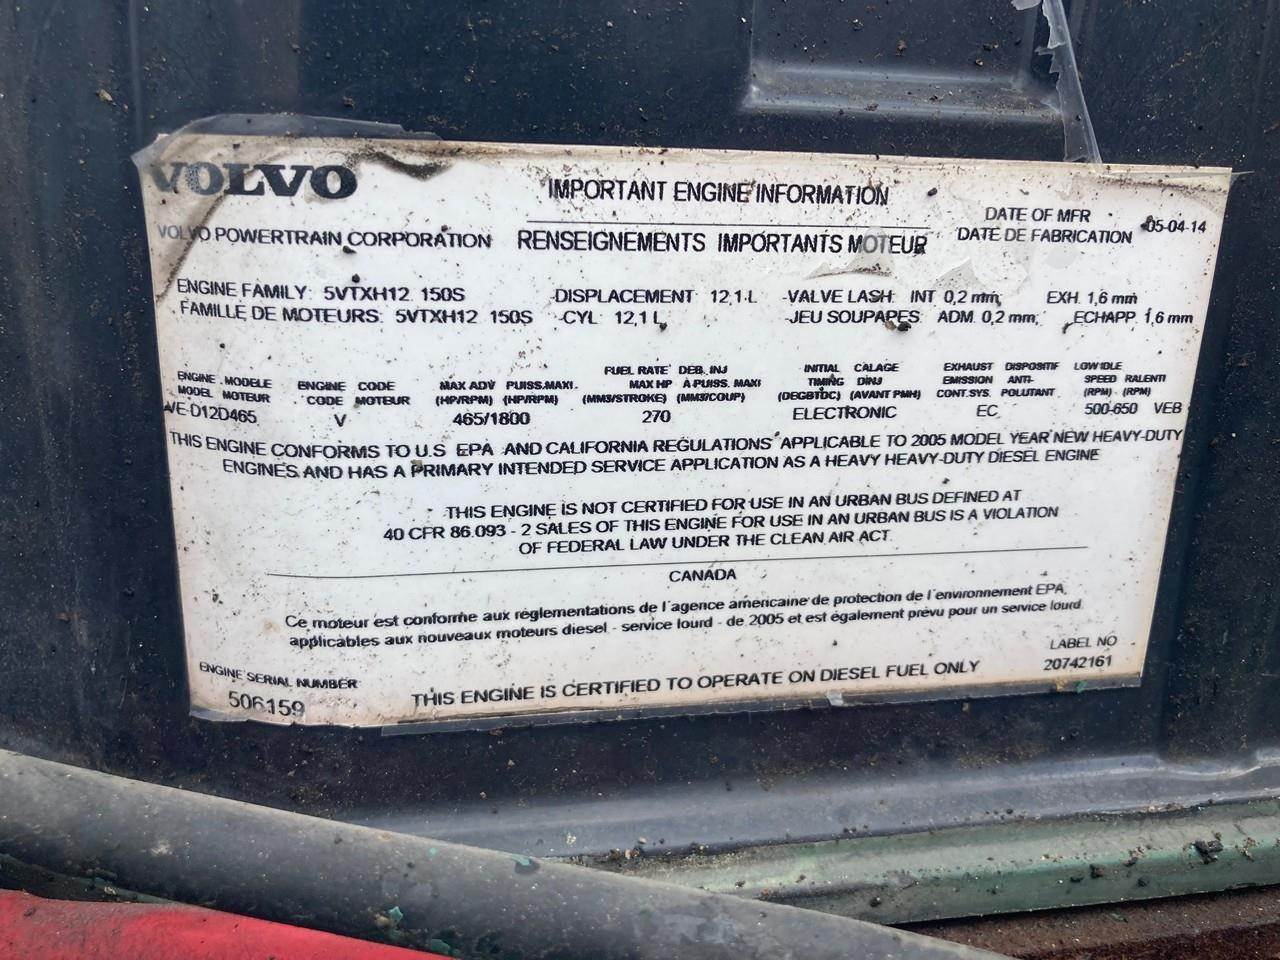 VOLVO
IMPORTANT ENGINE INFORMATION
DATE OF MFR
DATE DE FABRICATION
05-04-14
VOLVO POWERTRAIN CORPORATION
RENSEIGNEMENTS IMPORTANTS MOTEUR
ENGINE FAMILY: 5VTXH12 150S DISPLACEMENT 12,1 L VALVE LASH: INT 0,2 mm, EXH 1,6 mm
FAMILLE DE MOTEURS: 5VTXH12 150S CYL 12,1 L JEU SOUPAPES: ADM 0,2 mm, ECHAPP 1,6 mm
ENGINE MODELE
MODEL MOTEUR
VE-D12D465
ENGINE CODE
CODE MOTEUR
V
MAX ADV PUISS.MAXI.
(HP/RPM) (HP/RPM)
465/1800
FUEL RATE DEB. INJ
MAX HP A PUISS. MAXI
(MM3/STROKE) (MM3/COUP)
270
INITIAL CALAGE
TIMING D'INJ
(DEGBTDC) (AVANT PMH)
ELECTRONIC
EXHAUST DISPOSITIF
EMISSION ANTI-
CONT.SYS. POLLUTANT
EC
LOW IDLE
SPEED RALENTI
(RPM) (RPM)
500-650 VEB
THIS ENGINE CONFORMS TO U.S EPA AND CALIFORNIA REGULATIONS APPLICABLE TO 2005 MODEL YEAR NEW HEAVY-DUTY
ENGINES AND HAS A PRIMARY INTENDED SERVICE APPLICATION AS A HEAVY HEAVY-DUTY DIESEL ENGINE
THIS ENGINE IS NOT CERTIFIED FOR USE IN AN URBAN BUS DEFINED AT
40 CFR 86.093 - 2 SALES OF THIS ENGINE FOR USE IN AN URBAN BUS IS A VIOLATION
OF FEDERAL LAW UNDER THE CLEAN AIR ACT.
CANADA
Ce moteur est conforme aux réglementations de l'agence américaine de protection de l'environnement EPA,
applicables aux nouveaux moteurs diesel - service lourd - de 2005 et est également prévu pour un service lourd
ENGINE SERIAL NUMBER
506159
THIS ENGINE IS CERTIFIED TO OPERATE ON DIESEL FUEL ONLY
LABEL NO
20742161